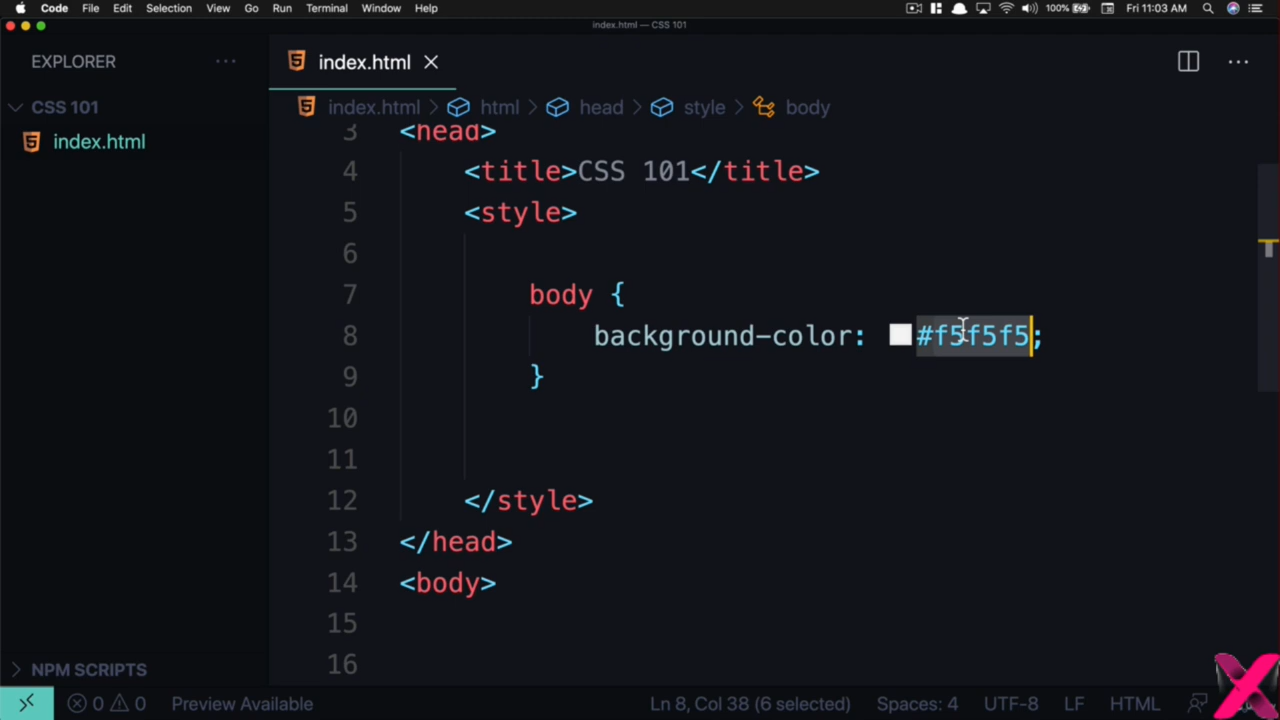 Code File Edit Selection View Go Run Terminal Window Help 100% Fri 11:03 AM
index.html — CSS 101
EXPLORER ···
index.html
CSS 101
index.html
index.html > html > head > style > body
3 <head>
4 <title>CSS 101</title>
5 <style>
6
7 body {
8 background-color: #f5f5f5;
9 }
10
11
12 </style>
13 </head>
14 <body>
15
16
NPM SCRIPTS
0 0 Preview Available Ln 8, Col 38 (6 selected) Spaces: 4 UTF-8 LF HTML